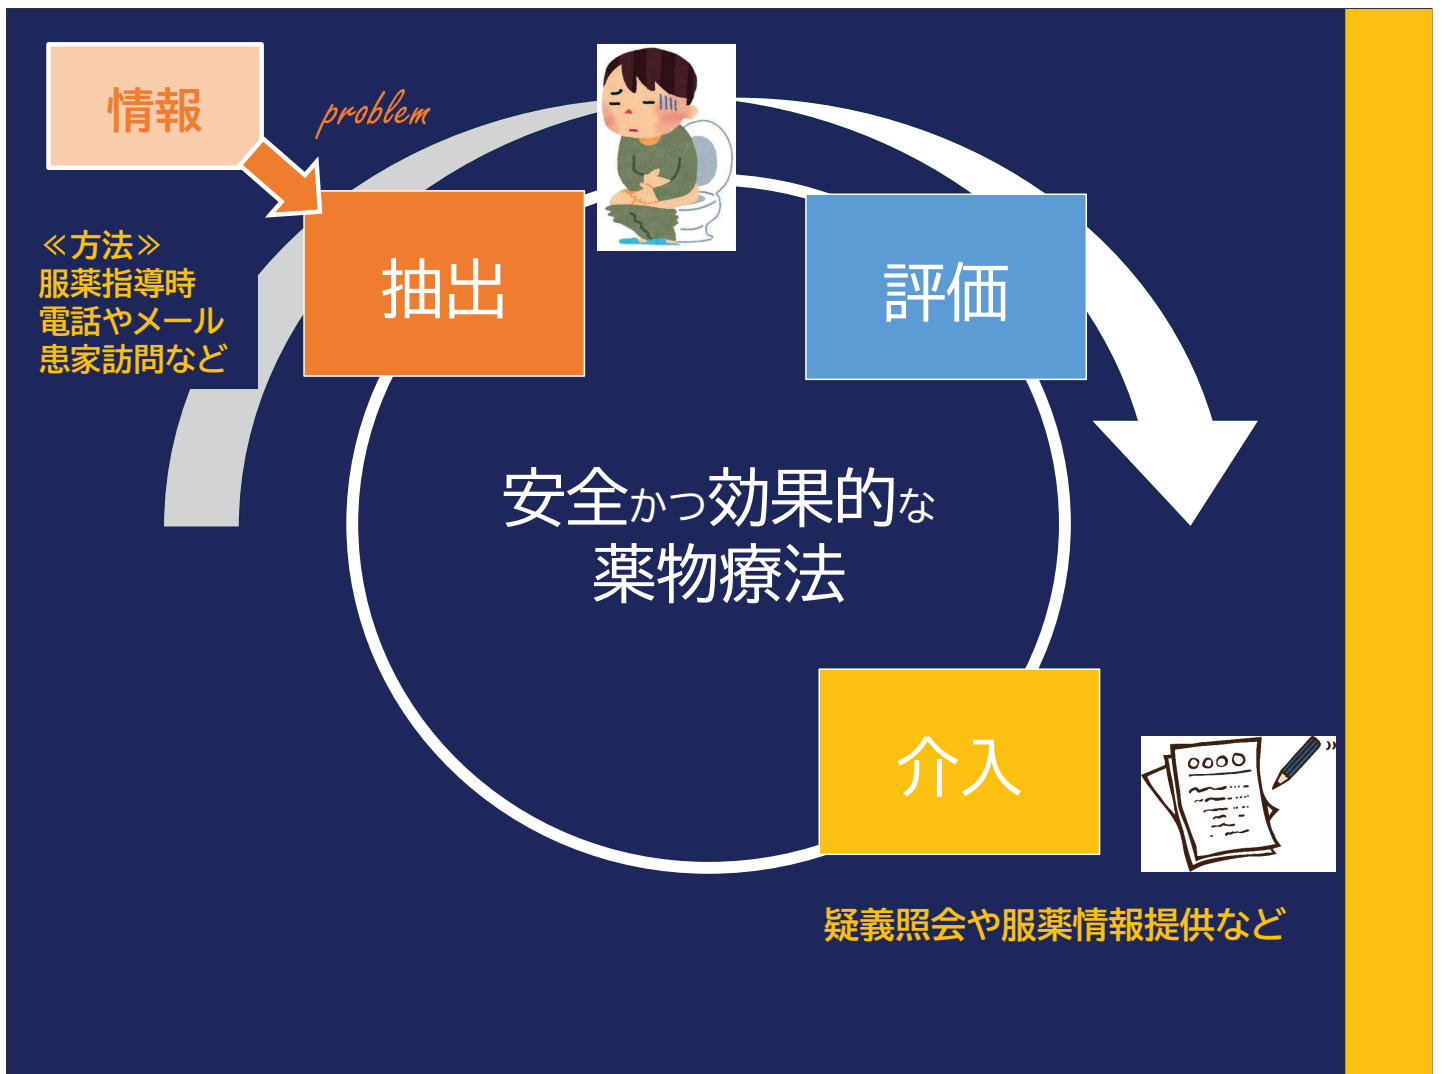 情報
problem
≪方法≫
服薬指導時
電話やメール
患家訪問など
抽出
評価
安全かつ効果的な
薬物療法
介入
疑義照会や服薬情報提供など